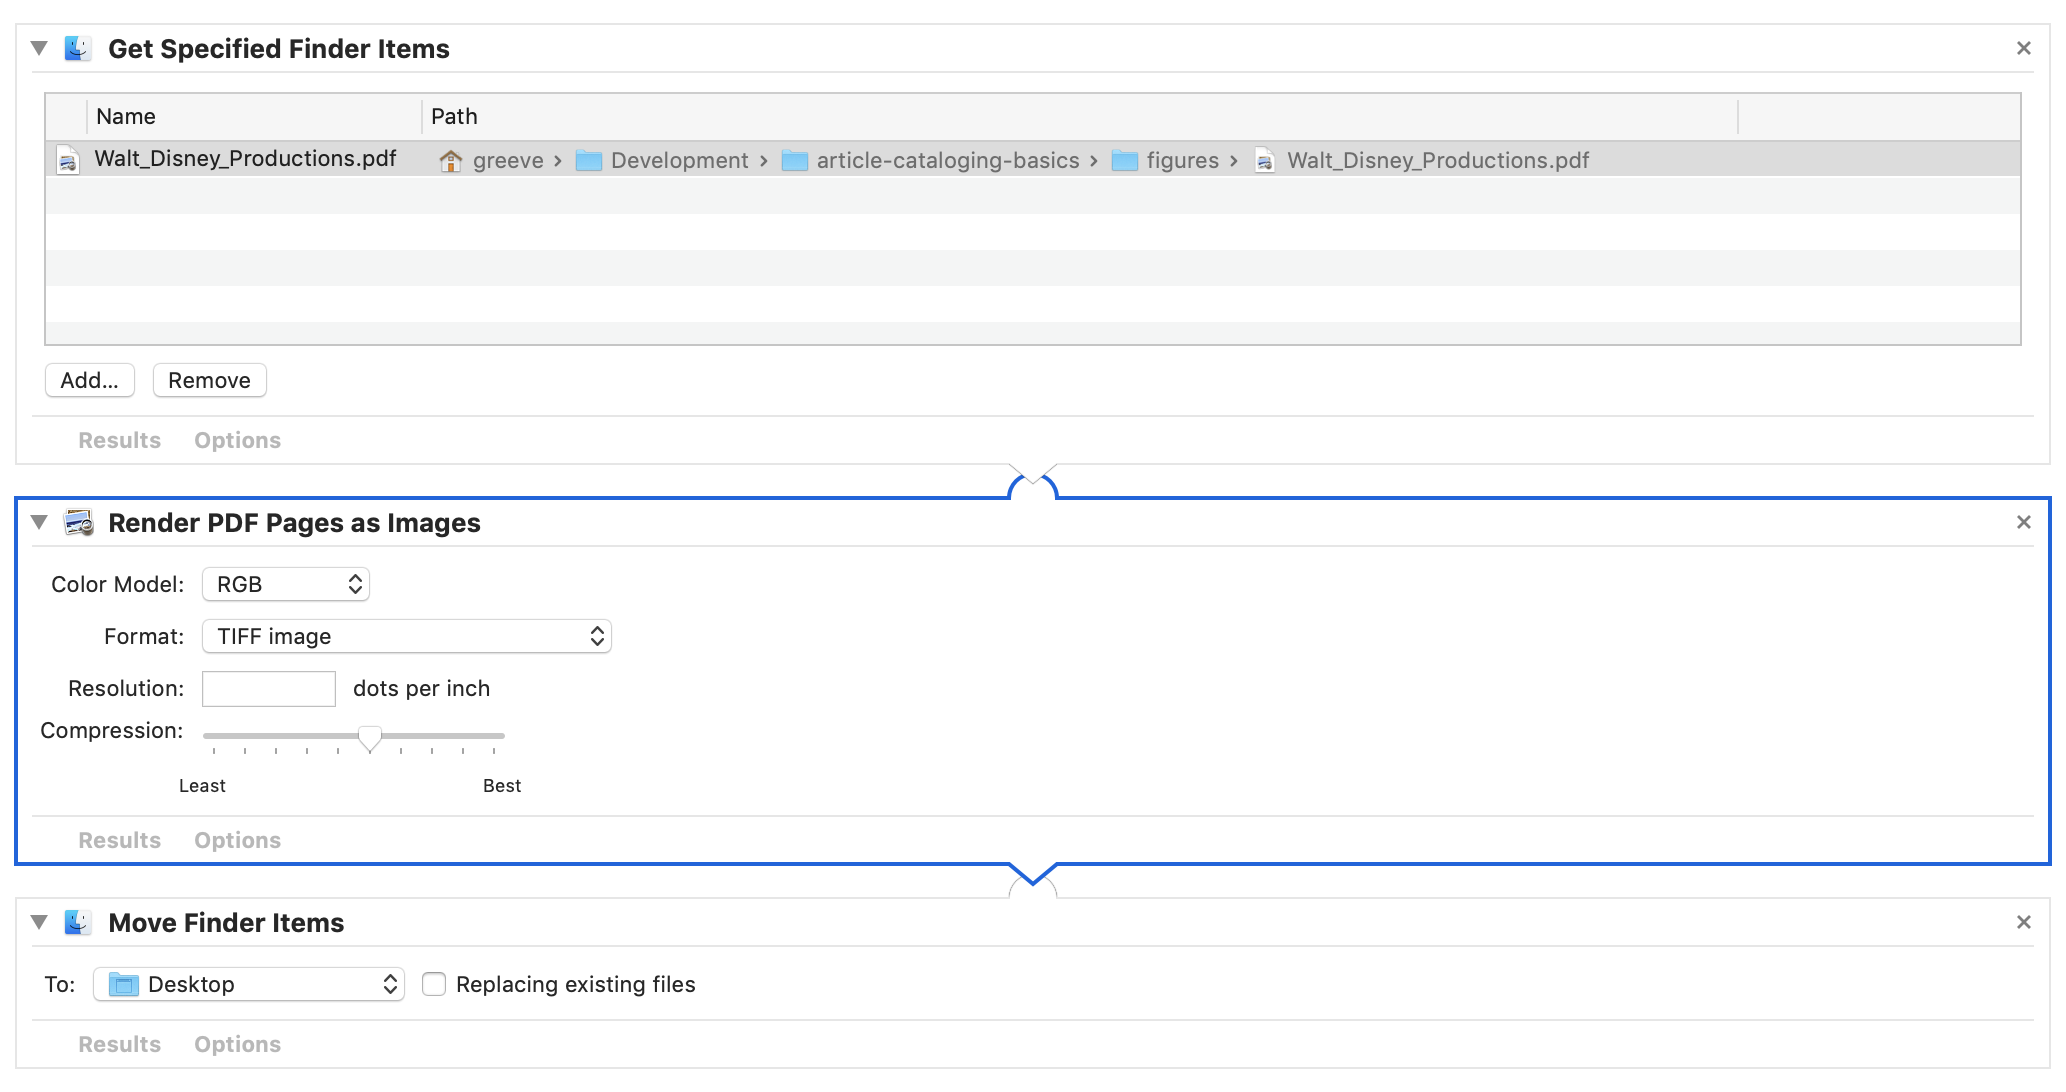 Get Specified Finder Items
Name Path
Walt_Disney_Productions.pdf greeve › Development › article-cataloging-basics › figures › Walt_Disney_Productions.pdf
Add... Remove
Results Options
Render PDF Pages as Images
Color Model: RGB
Format: TIFF image
Resolution: dots per inch
Compression:
Least Best
Results Options
Move Finder Items
To: Desktop Replacing existing files
Results Options